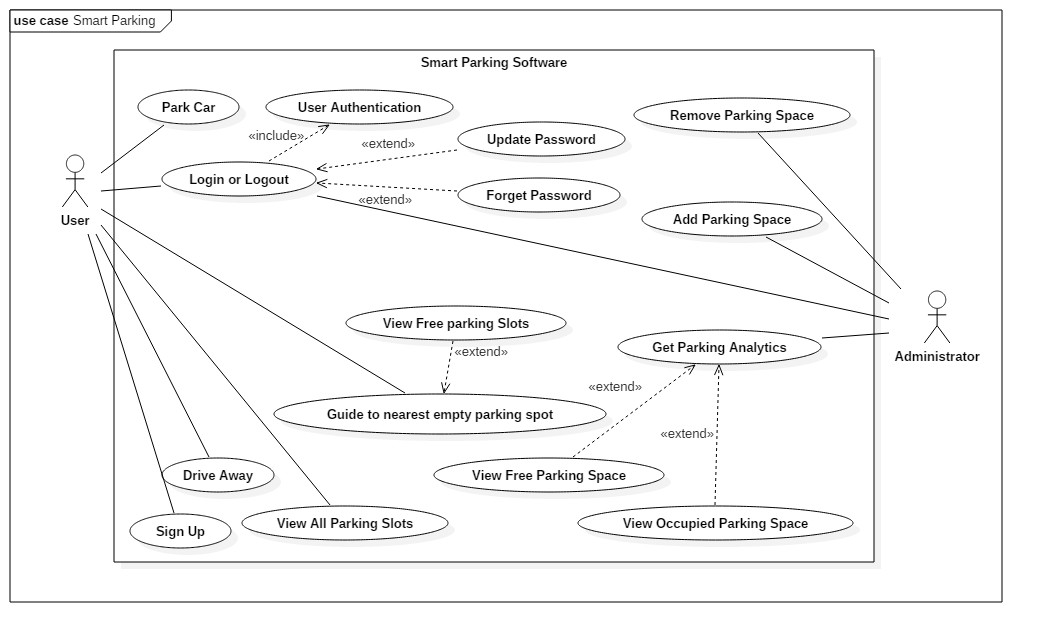 use case Smart Parking
Smart Parking Software
Park Car
User Authentication
Remove Parking Space
«include»
«extend»
Update Password
Login or Logout
Forget Password
«extend»
User
Add Parking Space
View Free parking Slots
«extend»
Get Parking Analytics
Administrator
«extend»
Guide to nearest empty parking spot
«extend»
Drive Away
View Free Parking Space
Sign Up
View All Parking Slots
View Occupied Parking Space